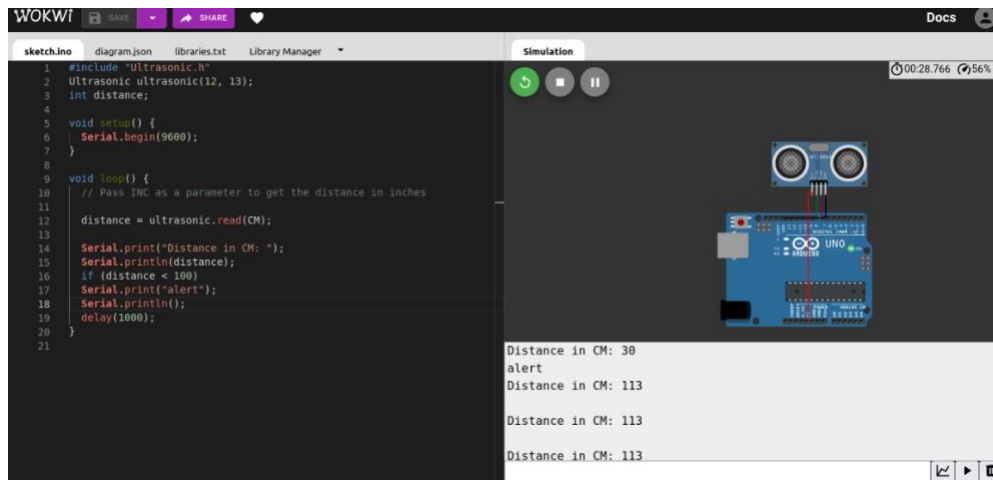 WOKWi SAVE SHARE Docs
sketch.ino diagram.json libraries.txt Library Manager
Simulation
1 #include "Ultrasonic.h"
2 Ultrasonic ultrasonic(12, 13);
3 int distance;
4
5 void setup() {
6 Serial.begin(9600);
7 }
8
9 void loop() {
10 // Pass INC as a parameter to get the distance in inches
11
12 distance = ultrasonic.read(CM);
13
14 Serial.print("Distance in CM: ");
15 Serial.println(distance);
16 if (distance < 100)
17 Serial.print("alert");
18 Serial.println();
19 delay(1000);
20 }
21
00:28.766 56%
UNO
ARDUINO
Distance in CM: 30
alert
Distance in CM: 113
Distance in CM: 113
Distance in CM: 113